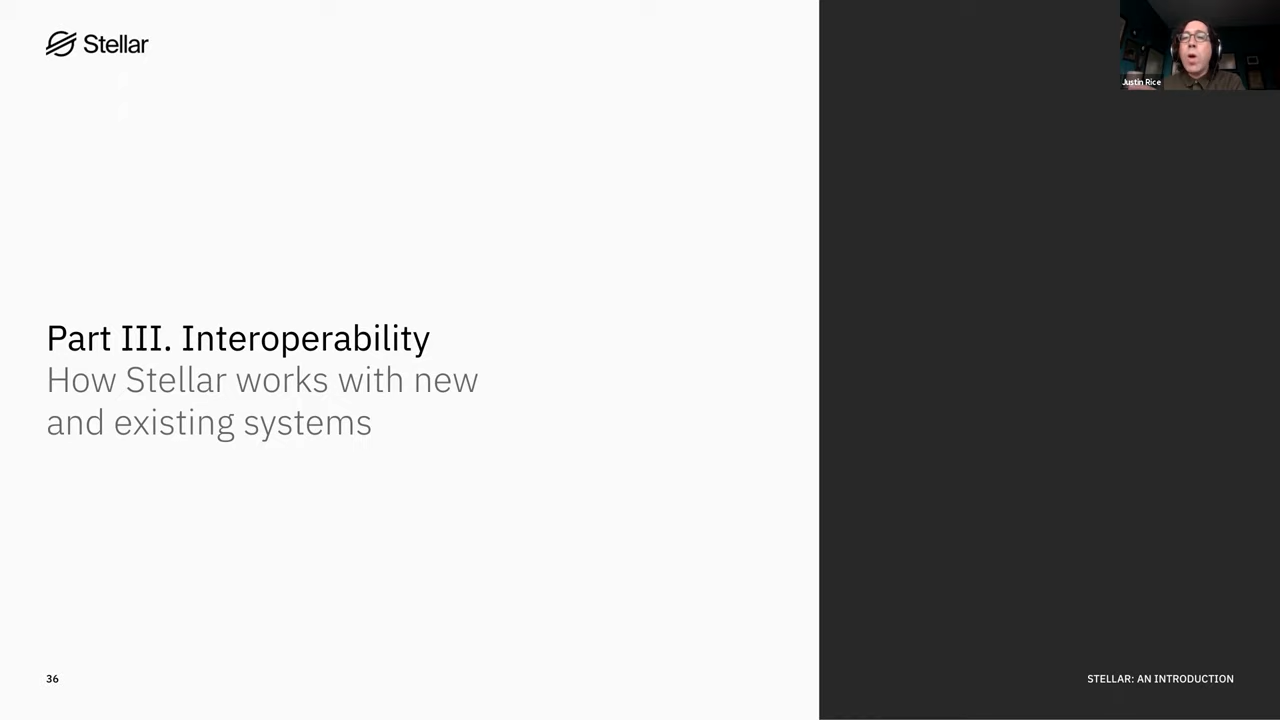 Stellar
Justin Rice
Part III. Interoperability
How Stellar works with new
and existing systems
36
STELLAR: AN INTRODUCTION